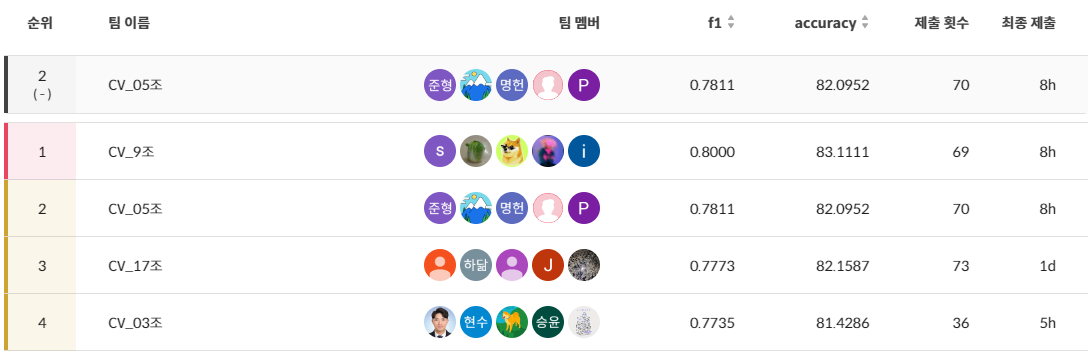 순위 팀 이름 팀 멤버 f1 accuracy 제출 횟수 최종 제출
2 CV_05조 준형 명헌 P 0.7811 82.0952 70 8h
(-)
1 CV_9조 s i 0.8000 83.1111 69 8h
2 CV_05조 준형 명헌 P 0.7811 82.0952 70 8h
3 CV_17조 하닮 J 0.7773 82.1587 73 1d
4 CV_03조 현수 승윤 0.7735 81.4286 36 5h